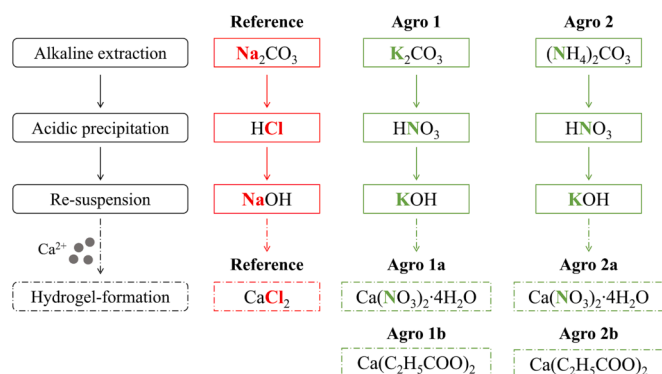 Reference Agro 1 Agro 2
Alkaline extraction Na₂CO₃ K₂CO₃ (NH₄)₂CO₃
Acidic precipitation HCl HNO₃ HNO₃
Re-suspension NaOH KOH KOH
Ca²⁺
Reference Agro 1a Agro 2a
Hydrogel-formation CaCl₂ Ca(NO₃)₂·4H₂O Ca(NO₃)₂·4H₂O
Agro 1b Agro 2b
Ca(C₂H₅COO)₂ Ca(C₂H₅COO)₂